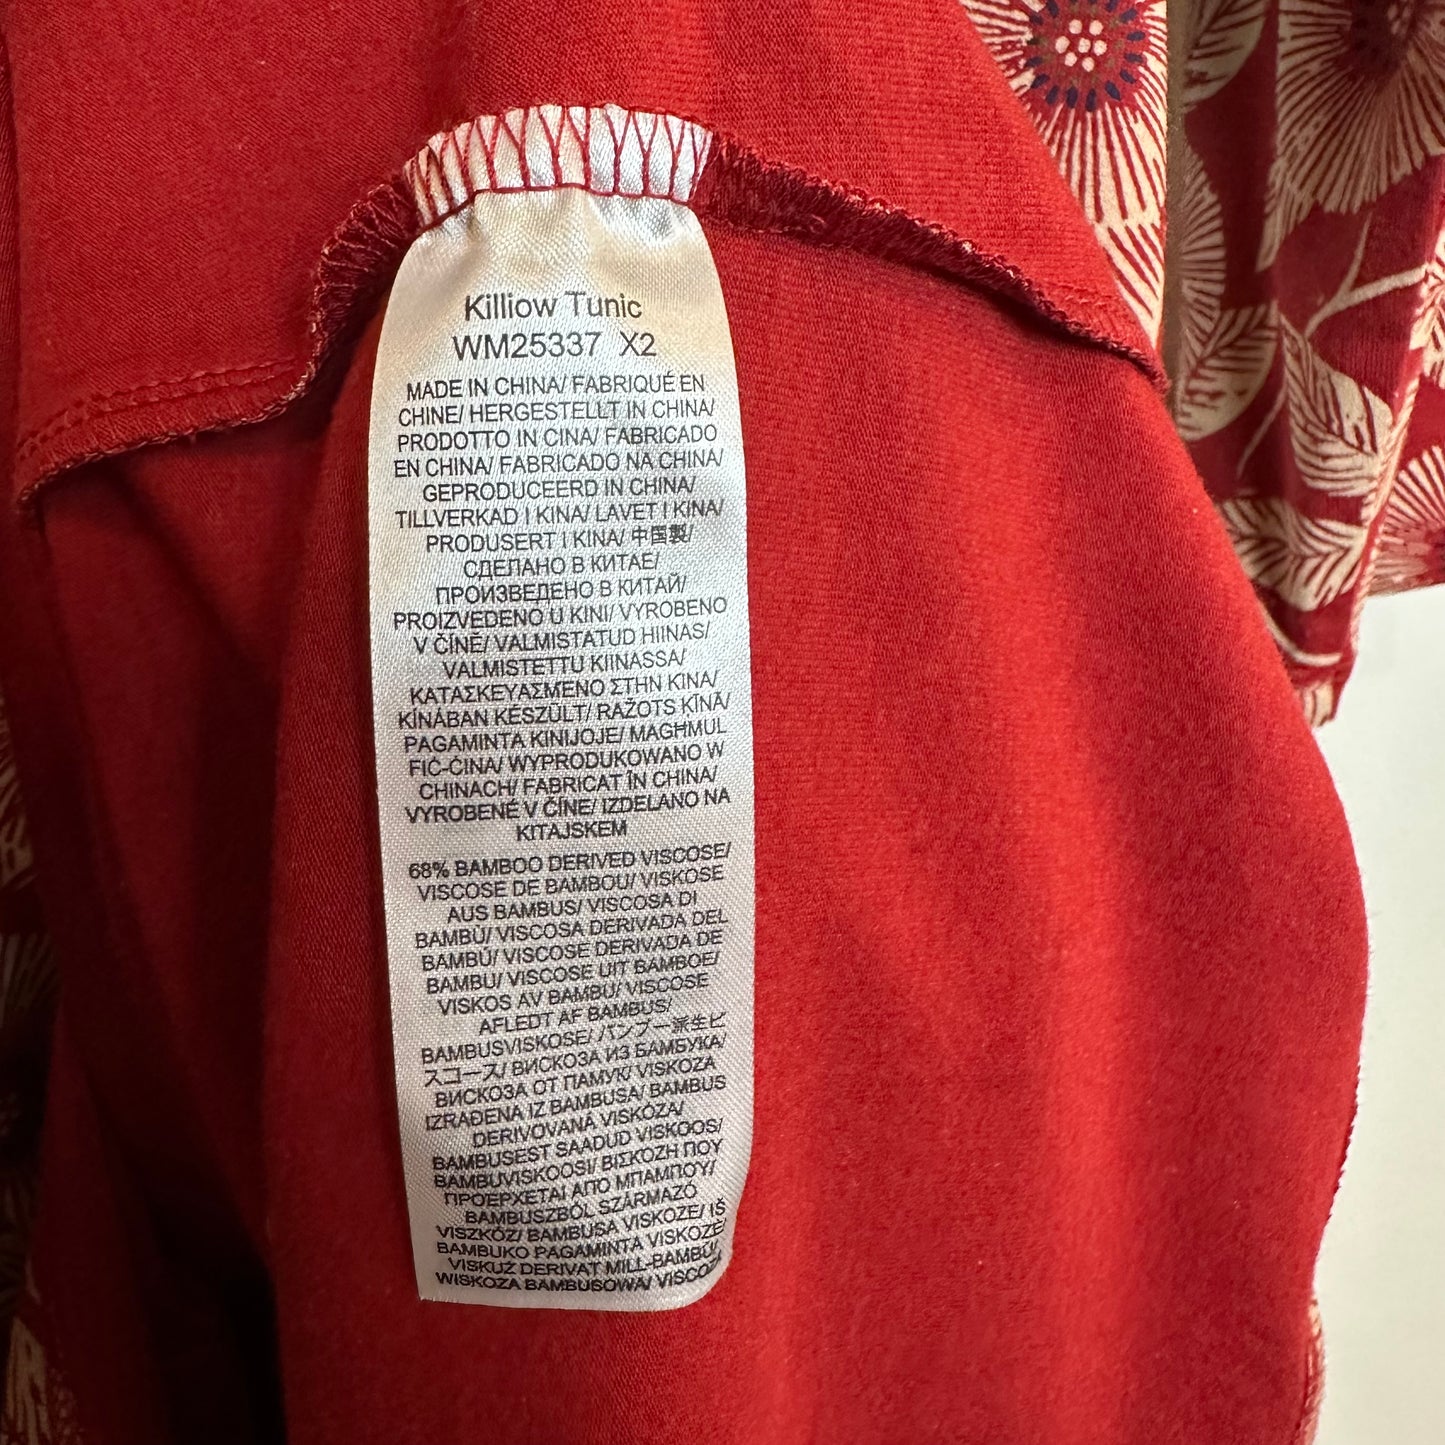 Killiow Tunic
WM25337 X2
MADE IN CHINA/ FABRIQUÉ EN
CHINE/ HERGESTELLT IN CHINA/
PRODOTTO IN CINA/ FABRICADO
EN CHINA/ FABRICADO NA CHINA/
GEPRODUCEERD IN CHINA/
TILLVERKAD I KINA/ LAVET I KINA/
PRODUSERT I KINA/ 中国製/
СДЕЛАНО В КИТАЕ/
ПРОИЗВЕДЕНО В КИТАЙ/
PROIZVEDENO U KINI/ VYROBENO
V ČÍNĚ/ VALMISTATUD HIINAS/
VALMISTETTU KIINASSA/
ΚΑΤΑΣΚΕΥΑΣΜΕΝΟ ΣΤΗΝ ΚΙΝΑ/
KÍNÁBAN KÉSZÜLT/ RAŽOTS ĶĪNĀ/
PAGAMINTA KINIJOJE/ MAGĦMUL
FIĊ-ĊINA/ WYPRODUKOWANO W
CHINACH/ FABRICAT ÎN CHINA/
VYROBENÉ V ČÍNE/ IZDELANO NA
KITAJSKEM
68% BAMBOO DERIVED VISCOSE/
VISCOSE DE BAMBOU/ VISKOSE
AUS BAMBUS/ VISCOSA DI
BAMBÙ/ VISCOSA DERIVADA DEL
BAMBÚ/ VISCOSE DERIVADA DE
BAMBU/ VISCOSE UIT BAMBOE/
VISKOS AV BAMBU/ VISCOSE
AFLEDT AF BAMBUS/
BAMBUSVISKOSE/ バンブー派生ビ
スコース/ ВИСКОЗА ИЗ БАМБУКА/
ВИСКОЗА ОТ ПАМУК/ VISKOZA
IZRAĐENA IZ BAMBUSA/ BAMBUS
DERIVOVANÁ VISKÓZA/
BAMBUSEST SAADUD VISKOOS/
BAMBUVISKOOSI/ ΒΙΣΚΟΖΗ ΠΟΥ
ΠΡΟΕΡΧΕΤΑΙ ΑΠΟ ΜΠΑΜΠΟΥ/
BAMBUSZBÓL SZÁRMAZÓ
VISZKÓZ/ BAMBUSA VISKOZE/ IŠ
BAMBUKO PAGAMINTA VISKOZĖ/
VISKUŻ DERIVAT MILL-BAMBU/
WISKOZA BAMBUSOWA/ VISCOZĂ